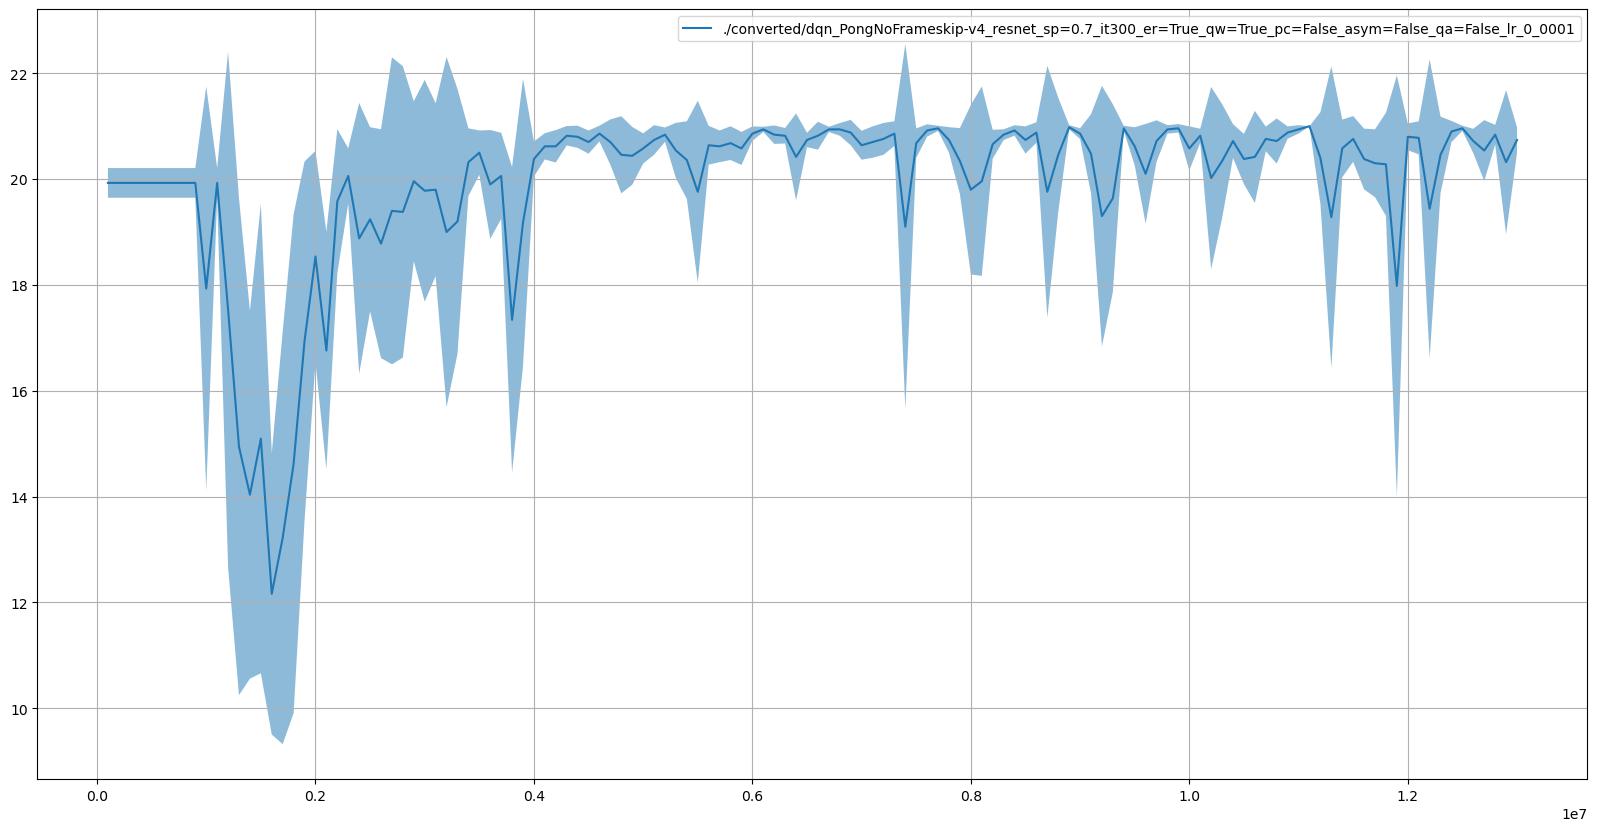 ./converted/dqn_PongNoFrameskip-v4_resnet_sp=0.7_it300_er=True_qw=True_pc=False_asym=False_qa=False_lr_0_0001
22
20
18
16
14
12
10
0.0 0.2 0.4 0.6 0.8 1.0 1.2
1e7